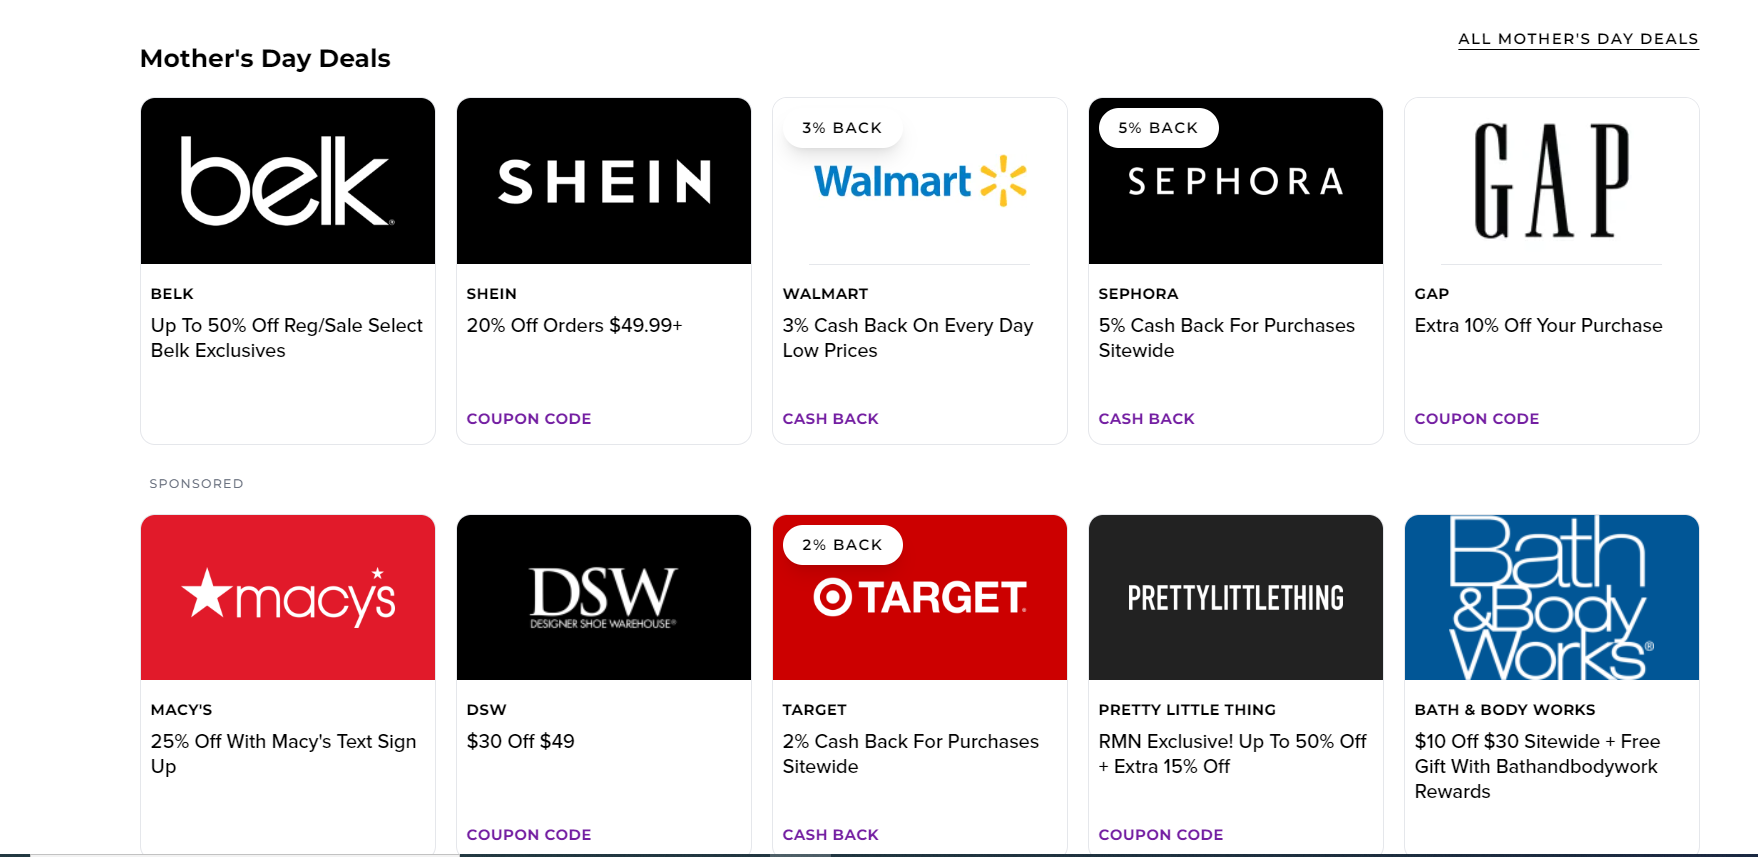 ALL MOTHER'S DAY DEALS
Mother's Day Deals
belk
SHEIN
3% BACK
Walmart
5% BACK
SEPHORA
GAP
BELK
Up To 50% Off Reg/Sale Select
Belk Exclusives
SHEIN
20% Off Orders $49.99+
COUPON CODE
WALMART
3% Cash Back On Every Day
Low Prices
CASH BACK
SEPHORA
5% Cash Back For Purchases
Sitewide
CASH BACK
GAP
Extra 10% Off Your Purchase
COUPON CODE
SPONSORED
macy's
DSW
DESIGNER SHOE WAREHOUSE®
2% BACK
TARGET
PRETTYLITTLETHING
Bath
&Body
Works®
MACY'S
25% Off With Macy's Text Sign
Up
DSW
$30 Off $49
COUPON CODE
TARGET
2% Cash Back For Purchases
Sitewide
CASH BACK
PRETTY LITTLE THING
RMN Exclusive! Up To 50% Off
+ Extra 15% Off
COUPON CODE
BATH & BODY WORKS
$10 Off $30 Sitewide + Free
Gift With Bathandbodywork
Rewards